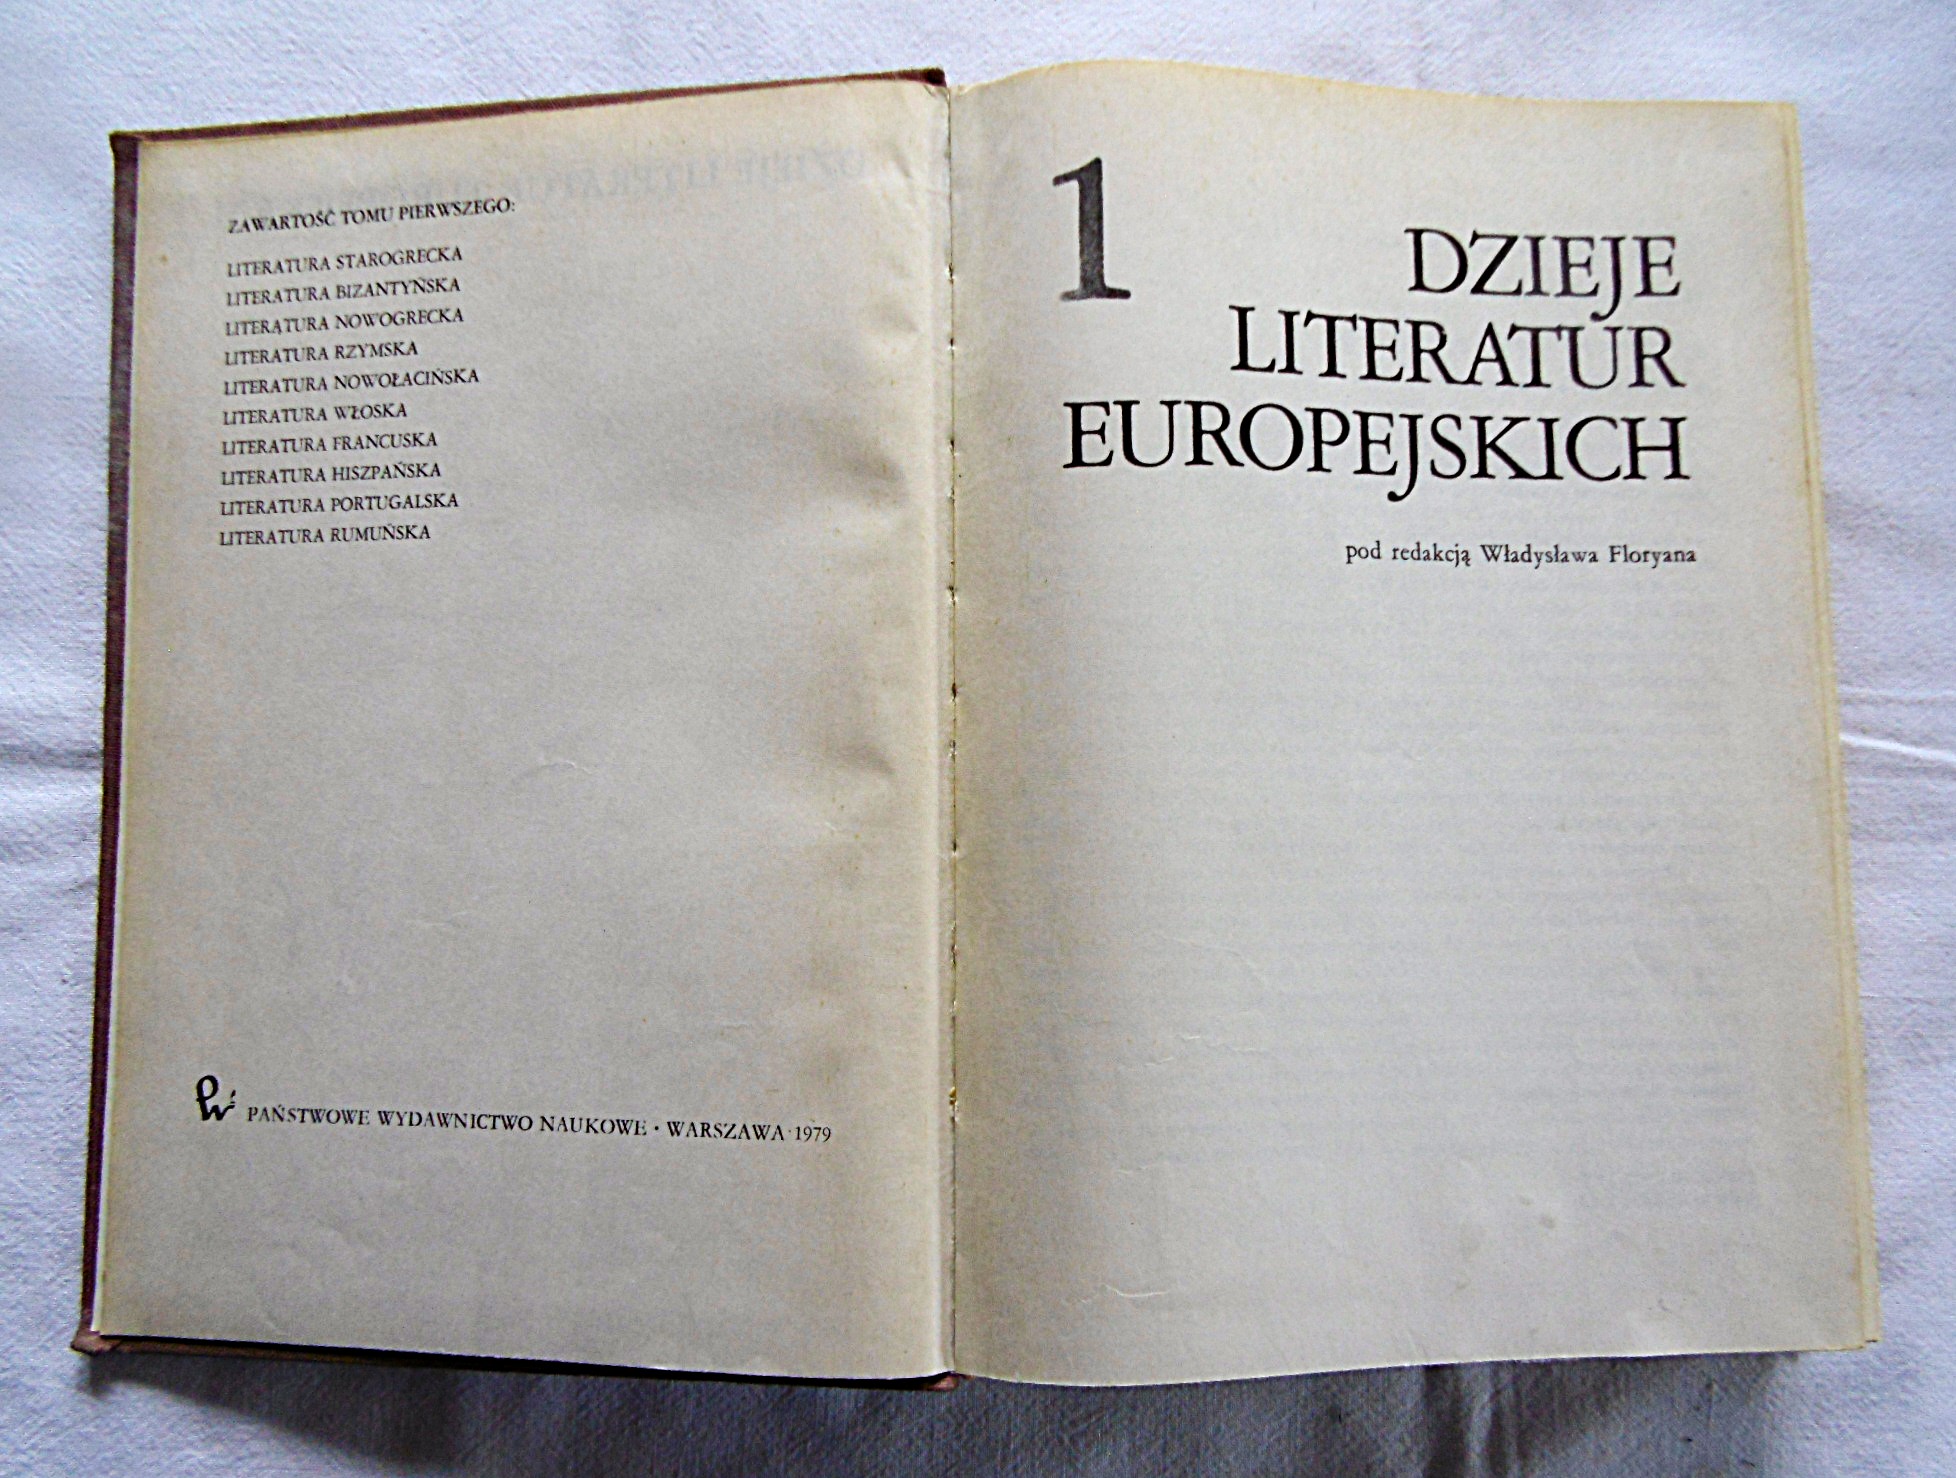 ZAWARTOŚĆ TOMU PIERWSZEGO:
LITERATURA STAROGRECKA
LITERATURA BIZANTYŃSKA
LITERATURA NOWOGRECKA
LITERATURA RZYMSKA
LITERATURA NOWOŁACIŃSKA
LITERATURA WŁOSKA
LITERATURA FRANCUSKA
LITERATURA HISZPAŃSKA
LITERATURA PORTUGALSKA
LITERATURA RUMUŃSKA
PAŃSTWOWE WYDAWNICTWO NAUKOWE • WARSZAWA 1979
1
DZIEJE
LITERATUR
EUROPEJSKICH
pod redakcją Władysława Floryana